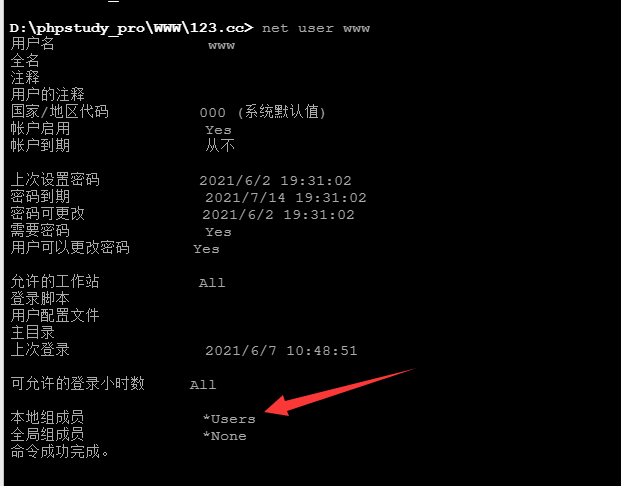 D:\phpstudy_pro\WWW\123.cc> net user www
用户名 www
全名
注释
用户的注释
国家/地区代码 000 (系统默认值)
帐户启用 Yes
帐户到期 从不
上次设置密码 2021/6/2 19:31:02
密码到期 2021/7/14 19:31:02
密码可更改 2021/6/2 19:31:02
需要密码 Yes
用户可以更改密码 Yes
允许的工作站 All
登录脚本
用户配置文件
主目录
上次登录 2021/6/7 10:48:51
可允许的登录小时数 All
本地组成员 *Users
全局组成员 *None
命令成功完成。